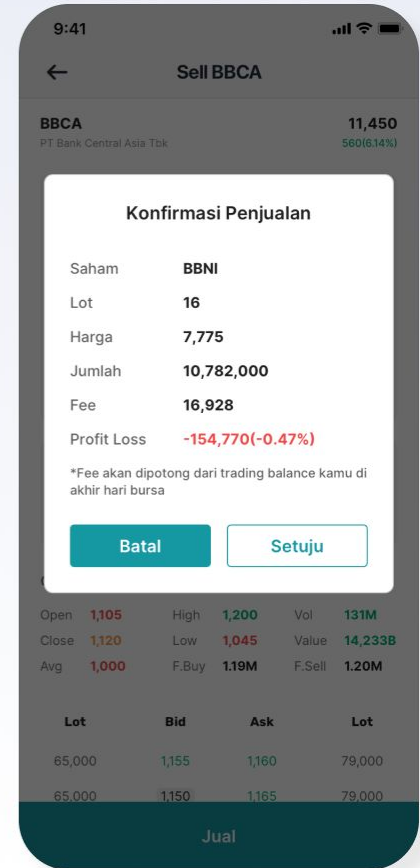 9:41
Sell BBCA
BBCA 11,450
PT Bank Central Asia Tbk 560(6.14%)
Konfirmasi Penjualan
Saham BBNI
Lot 16
Harga 7,775
Jumlah 10,782,000
Fee 16,928
Profit Loss -154,770(-0.47%)
*Fee akan dipotong dari trading balance kamu di
akhir hari bursa
Batal Setuju
Open 1,105 High 1,200 Vol 131M
Close 1,120 Low 1,045 Value 14,233B
Avg 1,000 F.Buy 1.19M F.Sell 1.20M
Lot Bid Ask Lot
65,000 1,155 1,160 79,000
65,000 1,150 1,165 79,000
Jual